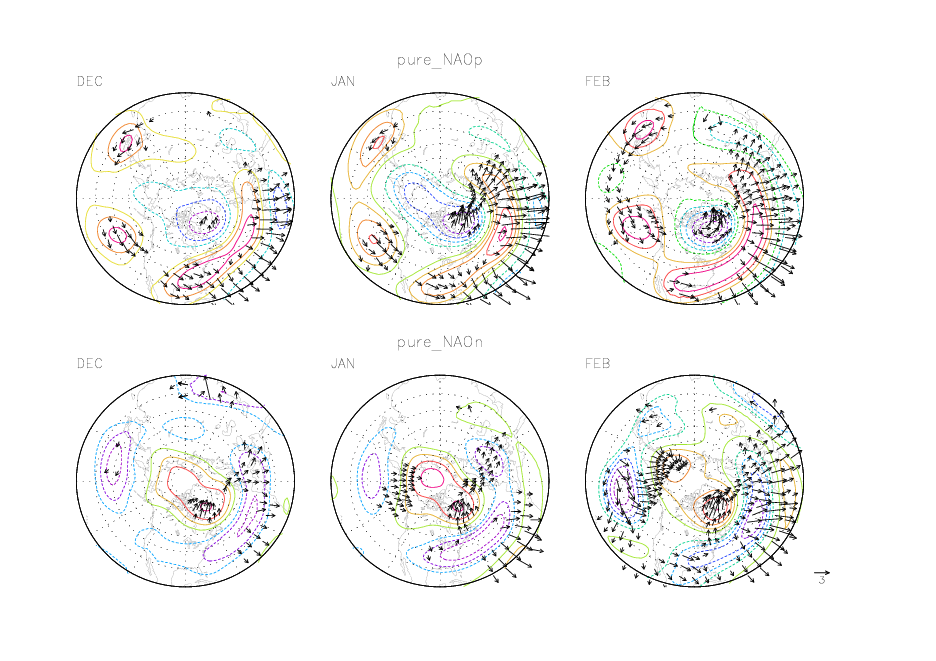 pure_NAOp
DEC JAN FEB
pure_NAOn
DEC JAN FEB
3